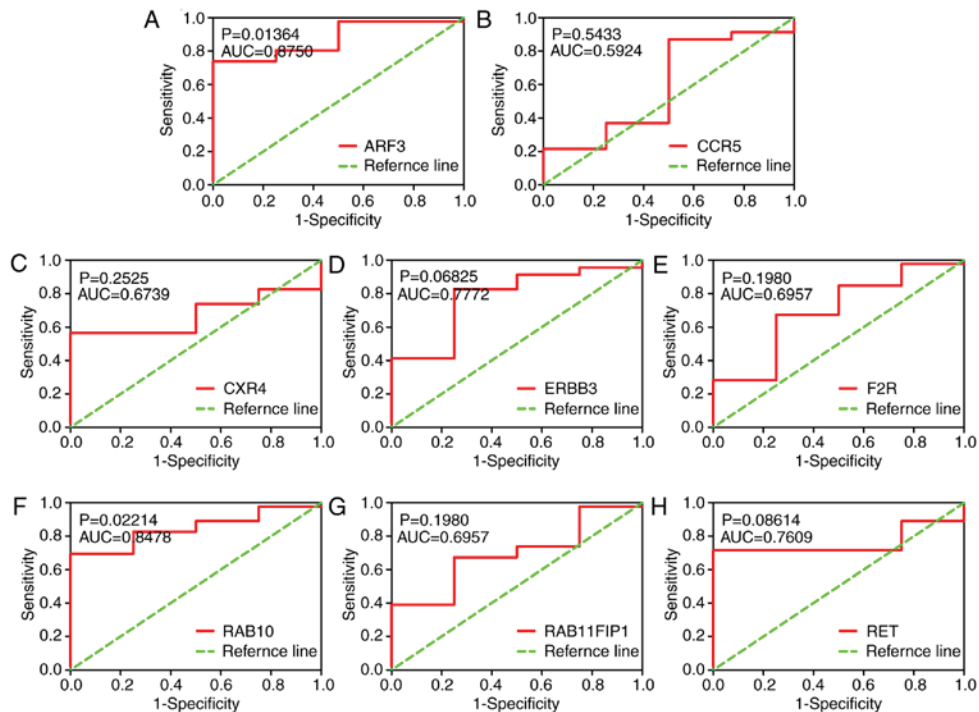 A
P=0.01364
AUC=0.8750
1.0
0.8
0.6
0.4
0.2
0.0
Sensitivity
ARF3
Refernce line
0.0 0.2 0.4 0.6 0.8 1.0
1-Specificity
B
P=0.5433
AUC=0.5924
1.0
0.8
0.6
0.4
0.2
0.0
Sensitivity
CCR5
Refernce line
0.0 0.2 0.4 0.6 0.8 1.0
1-Specificity
C
P=0.2525
AUC=0.6739
1.0
0.8
0.6
0.4
0.2
0.0
Sensitivity
CXR4
Refernce line
0.0 0.2 0.4 0.6 0.8 1.0
1-Specificity
D
P=0.06825
AUC=0.7772
1.0
0.8
0.6
0.4
0.2
0.0
Sensitivity
ERBB3
Refernce line
0.0 0.2 0.4 0.6 0.8 1.0
1-Specificity
E
P=0.1980
AUC=0.6957
1.0
0.8
0.6
0.4
0.2
0.0
Sensitivity
F2R
Refernce line
0.0 0.2 0.4 0.6 0.8 1.0
1-Specificity
F
P=0.02214
AUC=0.8478
1.0
0.8
0.6
0.4
0.2
0.0
Sensitivity
RAB10
Refernce line
0.0 0.2 0.4 0.6 0.8 1.0
1-Specificity
G
P=0.1980
AUC=0.6957
1.0
0.8
0.6
0.4
0.2
0.0
Sensitivity
RAB11FIP1
Refernce line
0.0 0.2 0.4 0.6 0.8 1.0
1-Specificity
H
P=0.08614
AUC=0.7609
1.0
0.8
0.6
0.4
0.2
0.0
Sensitivity
RET
Refernce line
0.0 0.2 0.4 0.6 0.8 1.0
1-Specificity